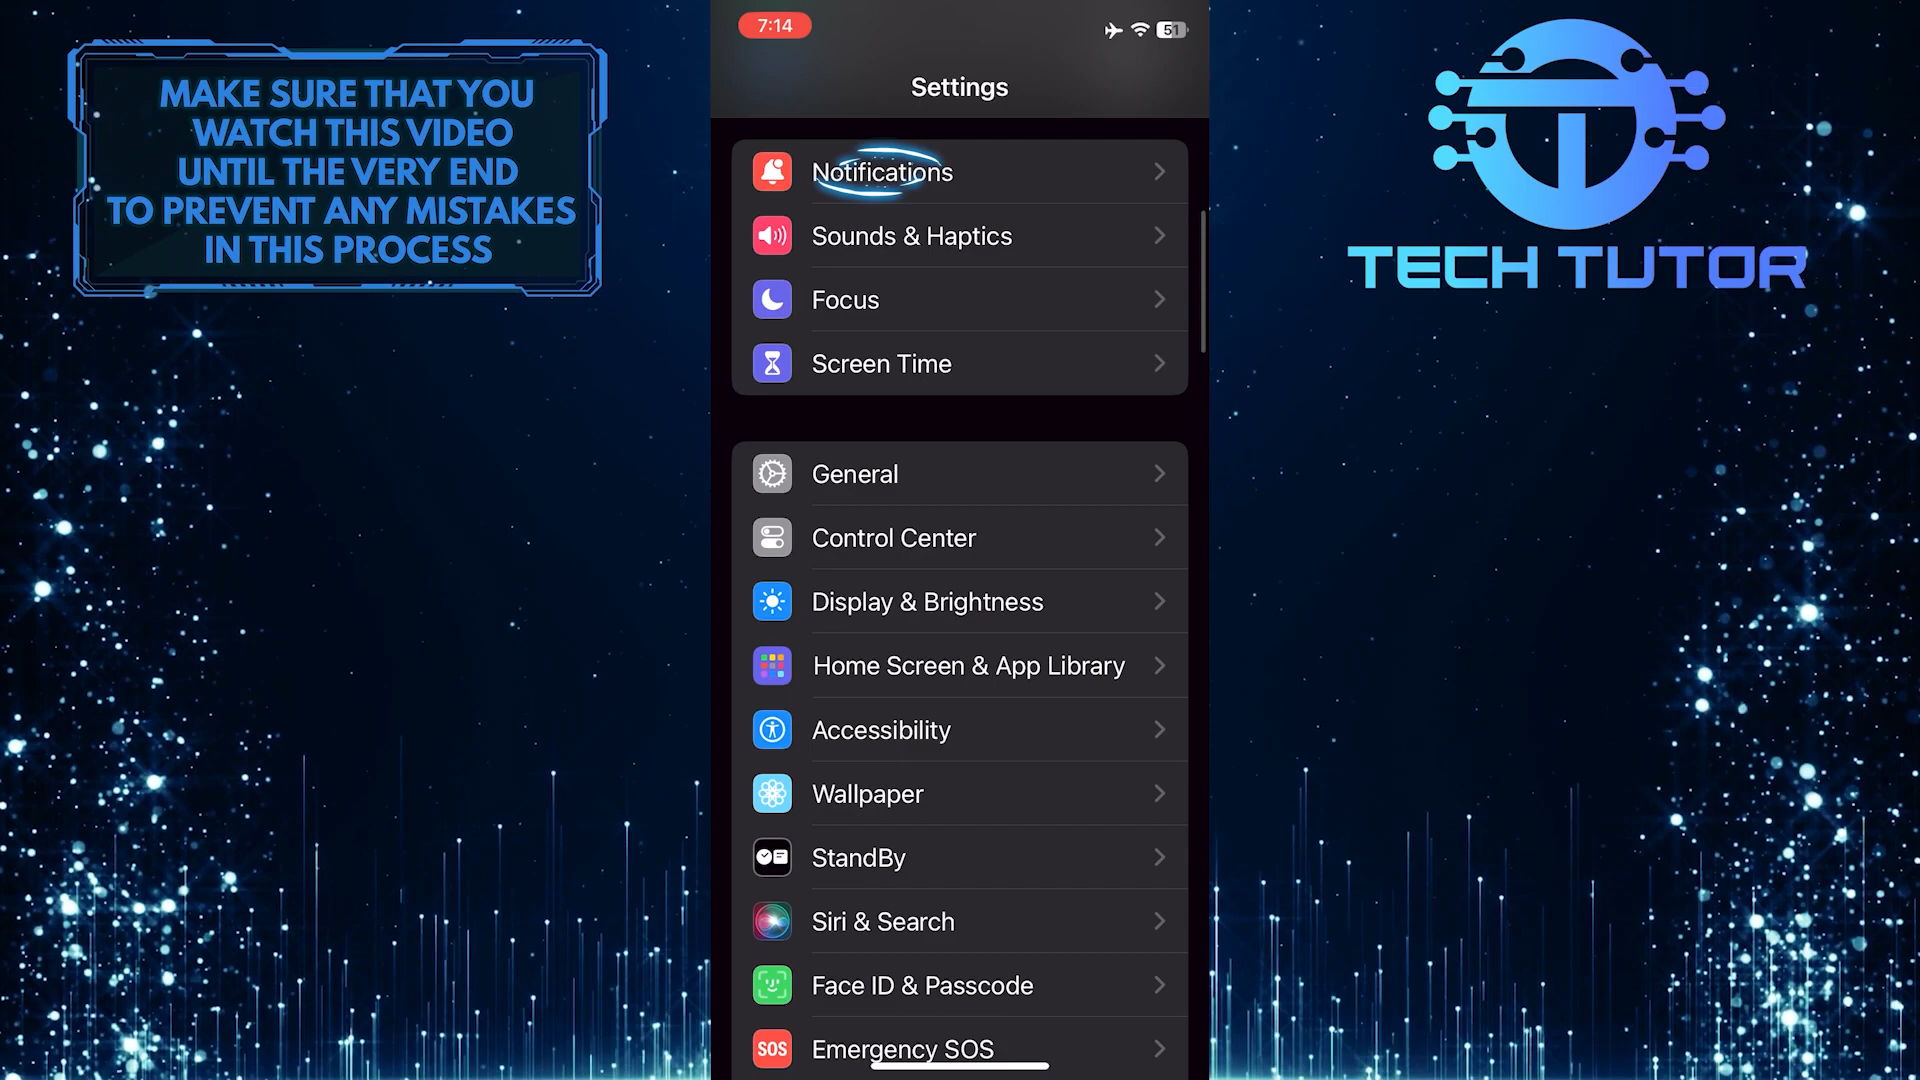 MAKE SURE THAT YOU
WATCH THIS VIDEO
UNTIL THE VERY END
TO PREVENT ANY MISTAKES
IN THIS PROCESS
7:14
51
Settings
Notifications
Sounds & Haptics
Focus
Screen Time
General
Control Center
Display & Brightness
Home Screen & App Library
Accessibility
Wallpaper
StandBy
Siri & Search
Face ID & Passcode
SOS Emergency SOS
TECH TUTOR